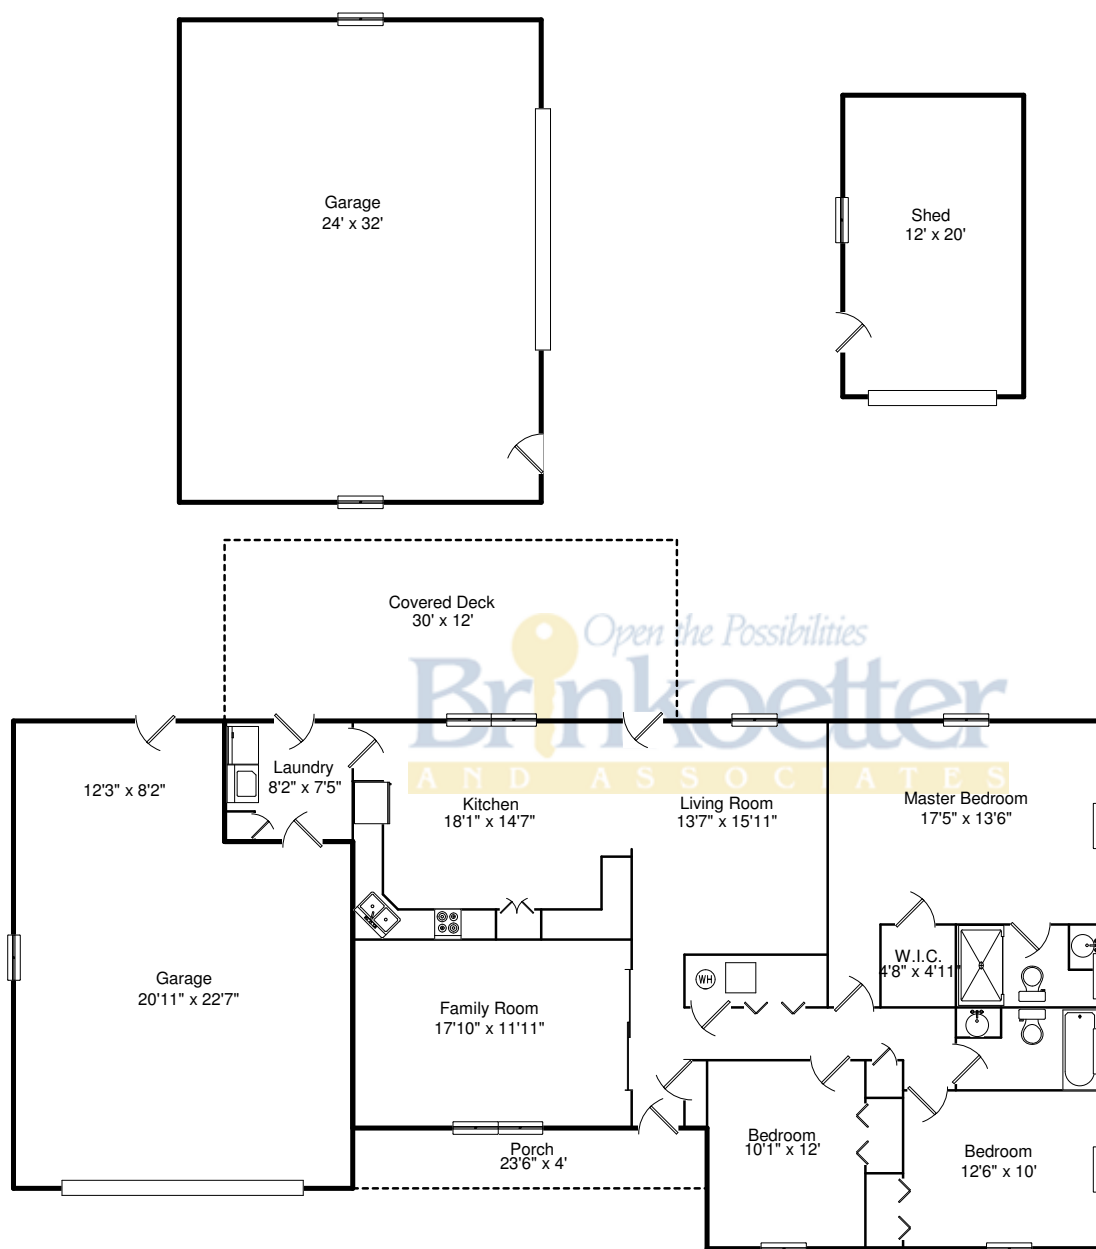 Garage
24' x 32'
Shed
12' x 20'
Covered Deck
30' x 12'
Open the Possibilities
Brinkoetter
AND ASSOCIATES
Laundry
8'2" x 7'5"
12'3" x 8'2"
Kitchen
18'1" x 14'7"
Living Room
13'7" x 15'11"
Master Bedroom
17'5" x 13'6"
W.I.C.
4'8" x 4'11"
Garage
20'11" x 22'7"
WH
Family Room
17'10" x 11'11"
Porch
23'6" x 4'
Bedroom
10'1" x 12'
Bedroom
12'6" x 10'